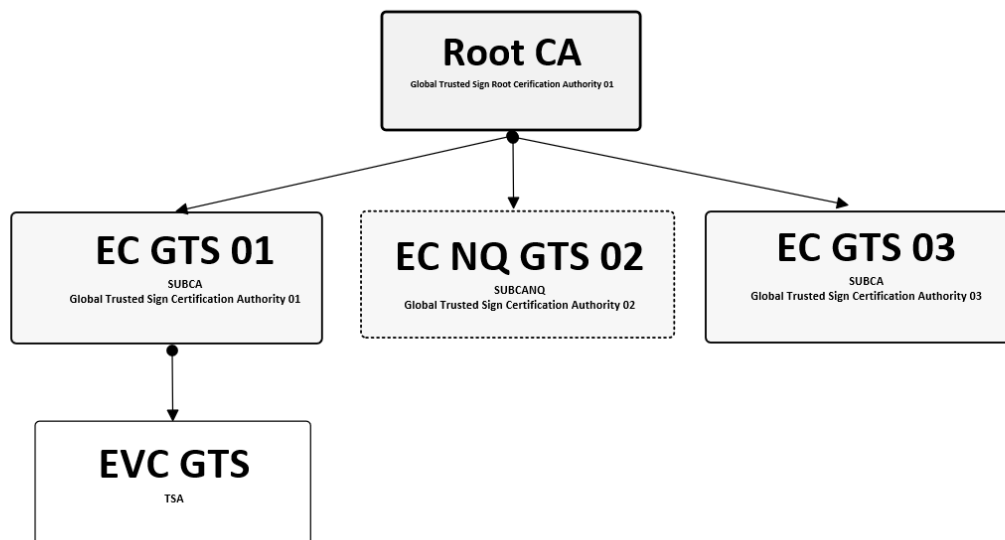 Root CA
Global Trusted Sign Root Cerification Authority 01
EC GTS 01
SUBCA
Global Trusted Sign Certification Authority 01
EC NQ GTS 02
SUBCANQ
Global Trusted Sign Certification Authority 02
EC GTS 03
SUBCA
Global Trusted Sign Certification Authority 03
EVC GTS
TSA